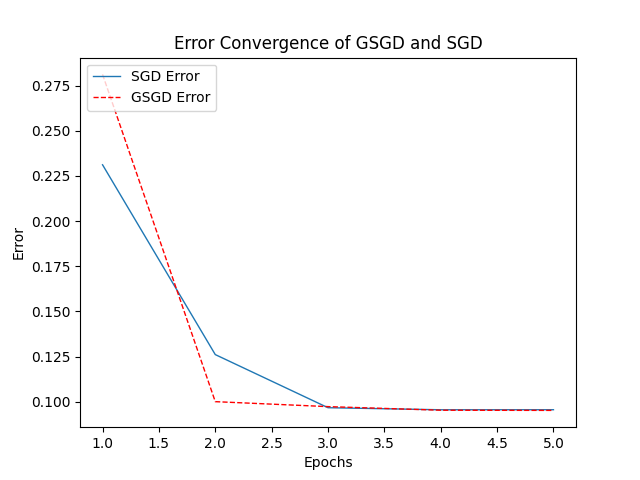 Error Convergence of GSGD and SGD
SGD Error
GSGD Error
0.275
0.250
0.225
0.200
0.175
0.150
0.125
0.100
Error
1.0 1.5 2.0 2.5 3.0 3.5 4.0 4.5 5.0
Epochs